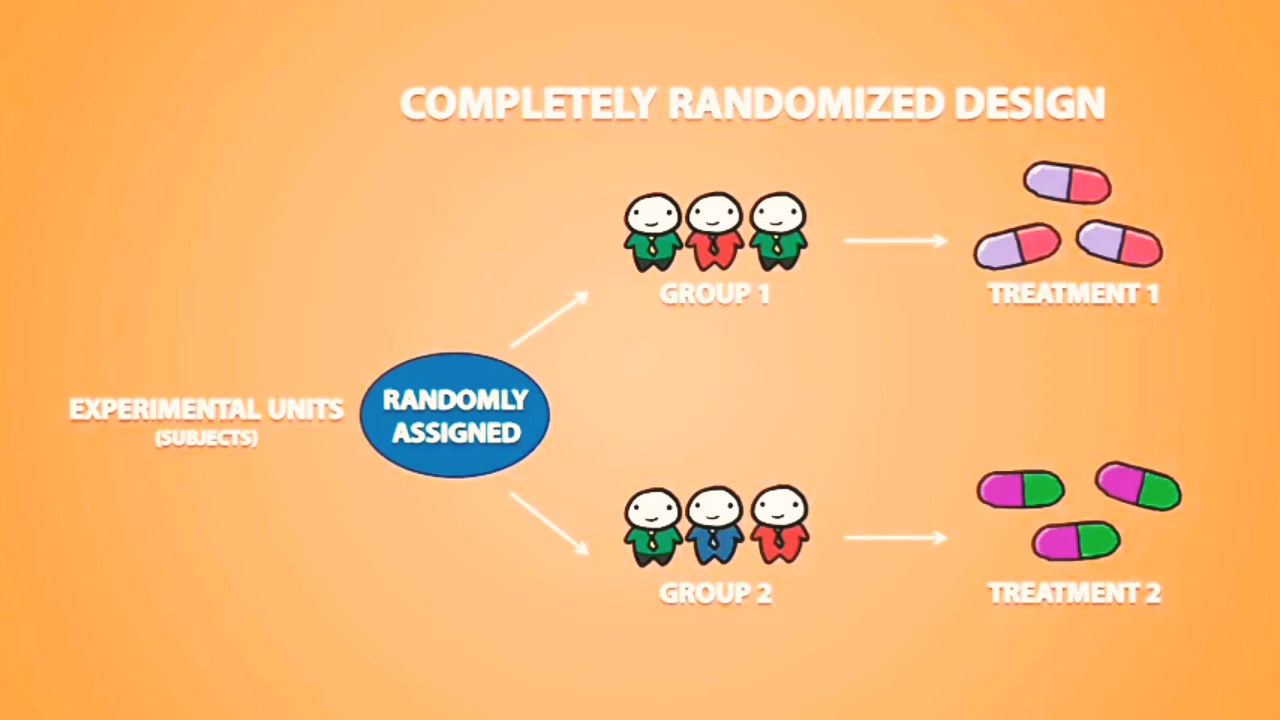 COMPLETELY RANDOMIZED DESIGN
GROUP 1
TREATMENT 1
EXPERIMENTAL UNITS
(SUBJECTS)
RANDOMLY
ASSIGNED
GROUP 2
TREATMENT 2